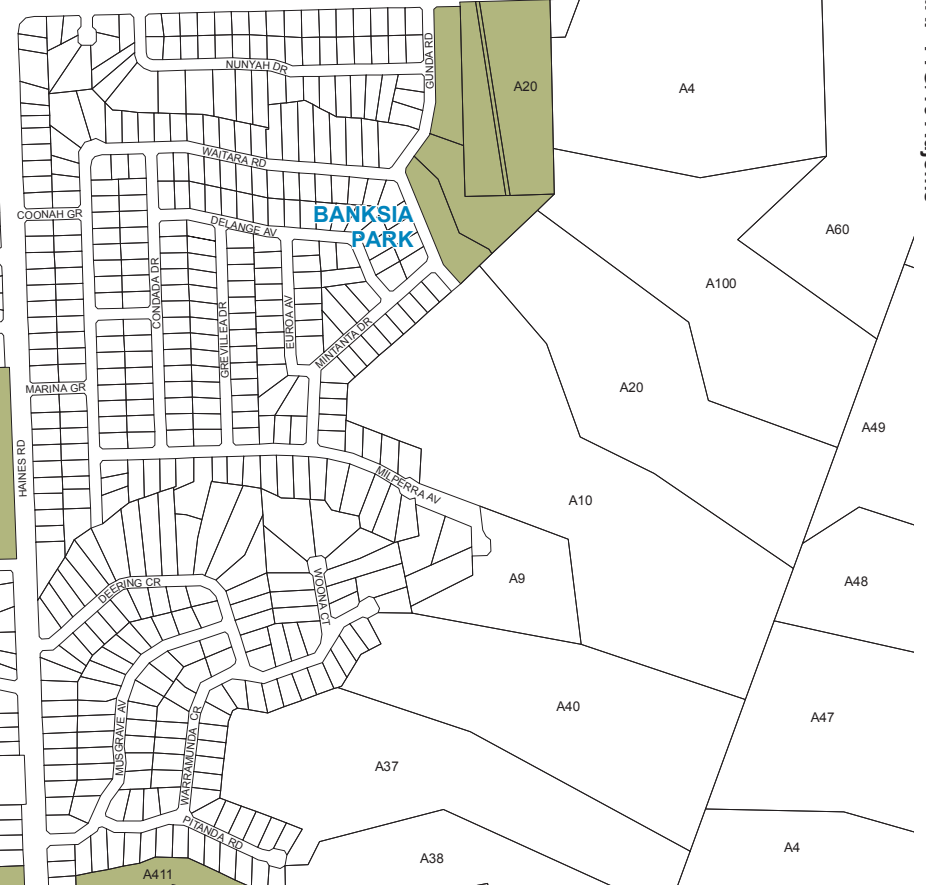 GUNDA RD
NUNYAH DR
A20
A4
WAITARA RD
COONAH GR
BANKSIA
PARK
DELANGE AV
A60
CONDADA DR
A100
GREVILLEA DR
EUROA AV
MINTANTA DR
MARINA GR
A20
A49
HAINES RD
MILPERRA AV
A10
A9
A48
DEERING CR
WOONA CT
A40
A47
MUSGRAVE AV
WARRAMUNDA CR
A37
PITANDA RD
A38
A4
A411